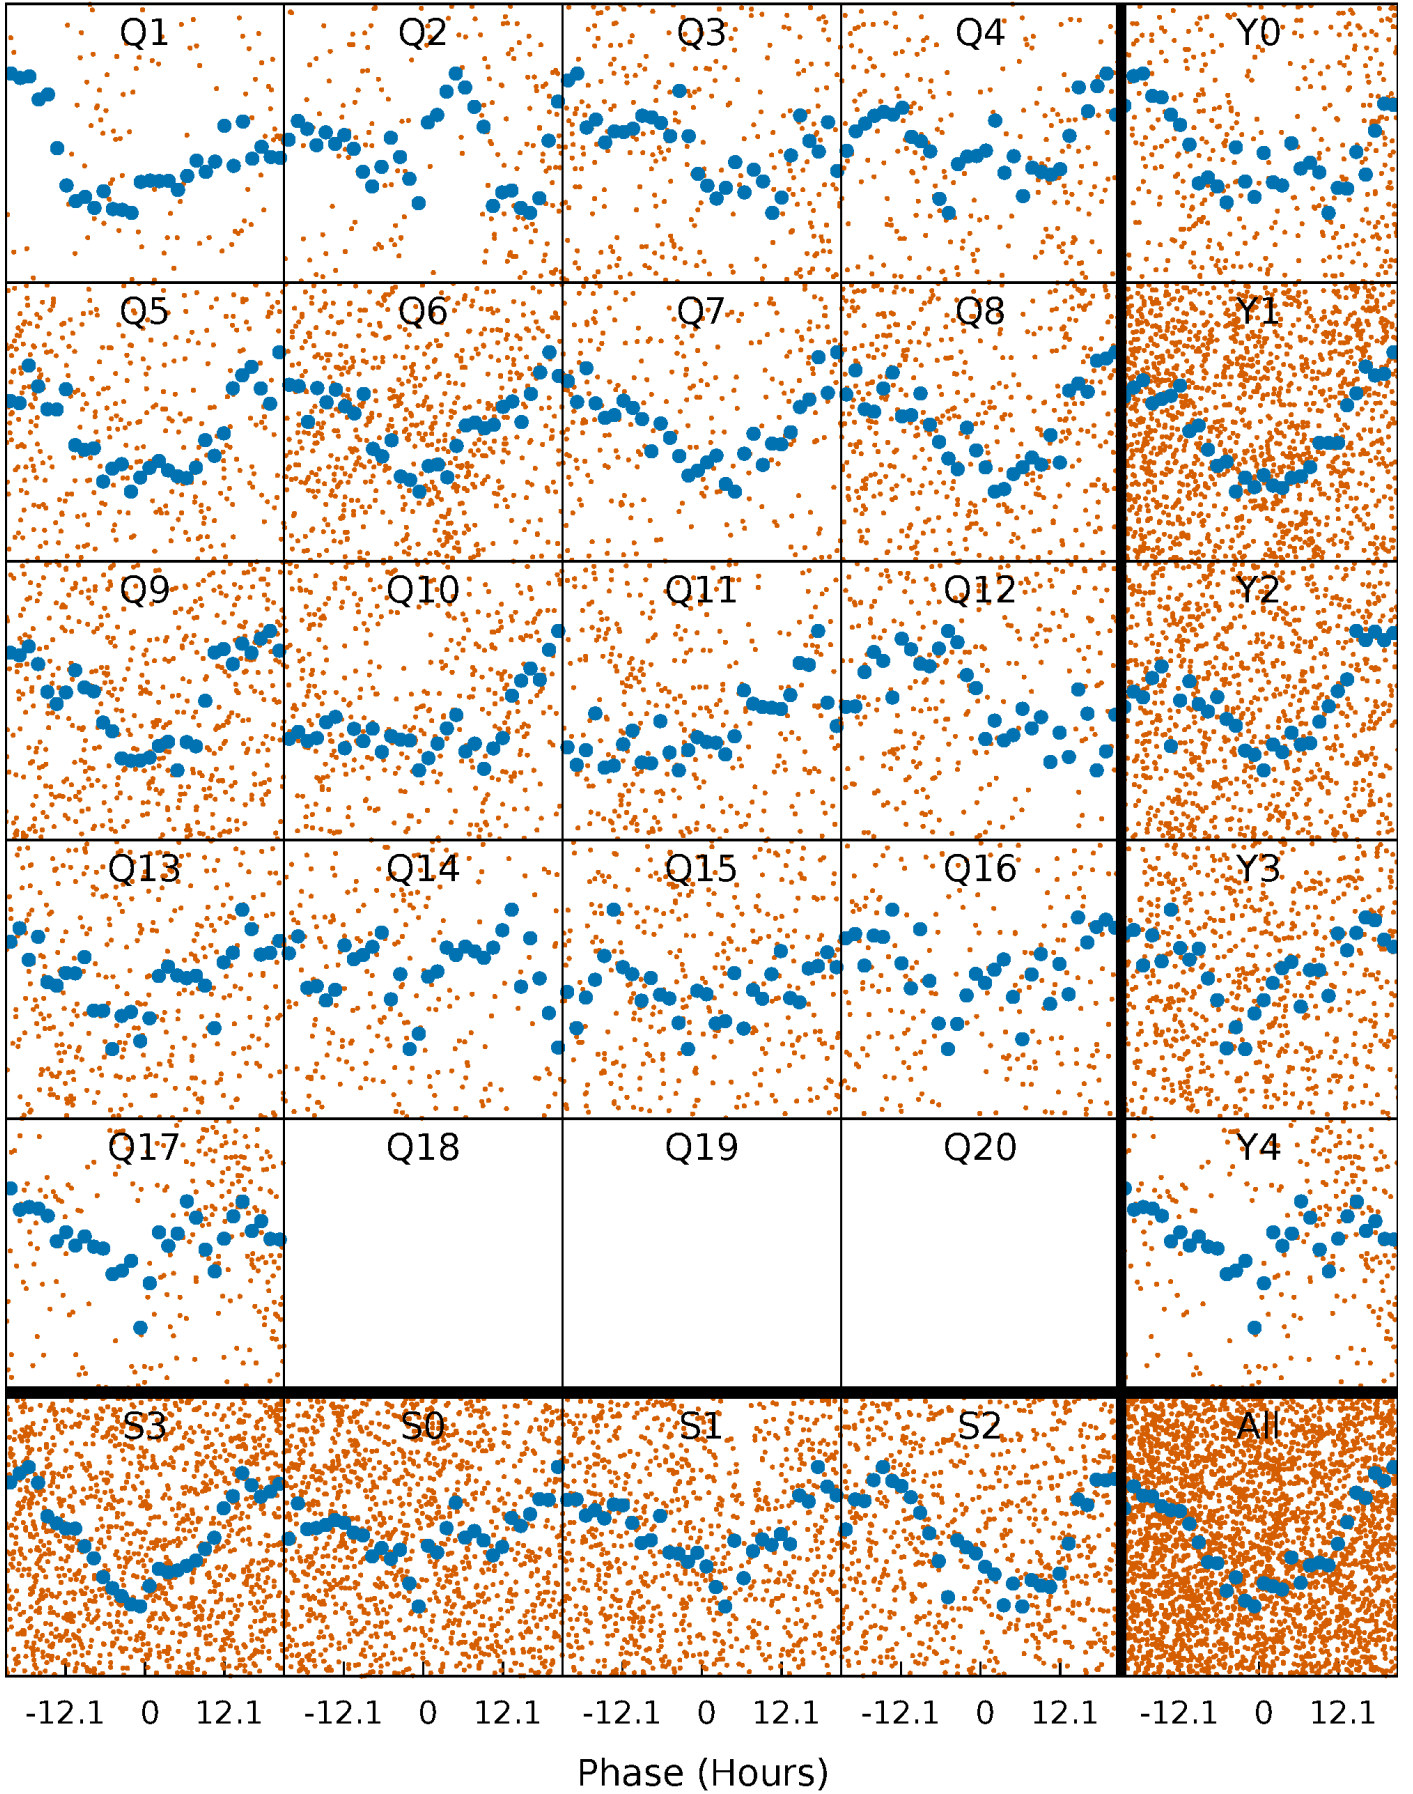 Q1 Q2 Q3 Q4 Y0
Q5 Q6 Q7 Q8 Y1
Q9 Q10 Q11 Q12 Y2
Q13 Q14 Q15 Q16 Y3
Q17 Q18 Q19 Q20 Y4
S3 S0 S1 S2 All
-12.1 0 12.1 -12.1 0 12.1 -12.1 0 12.1 -12.1 0 12.1 -12.1 0 12.1
Phase (Hours)